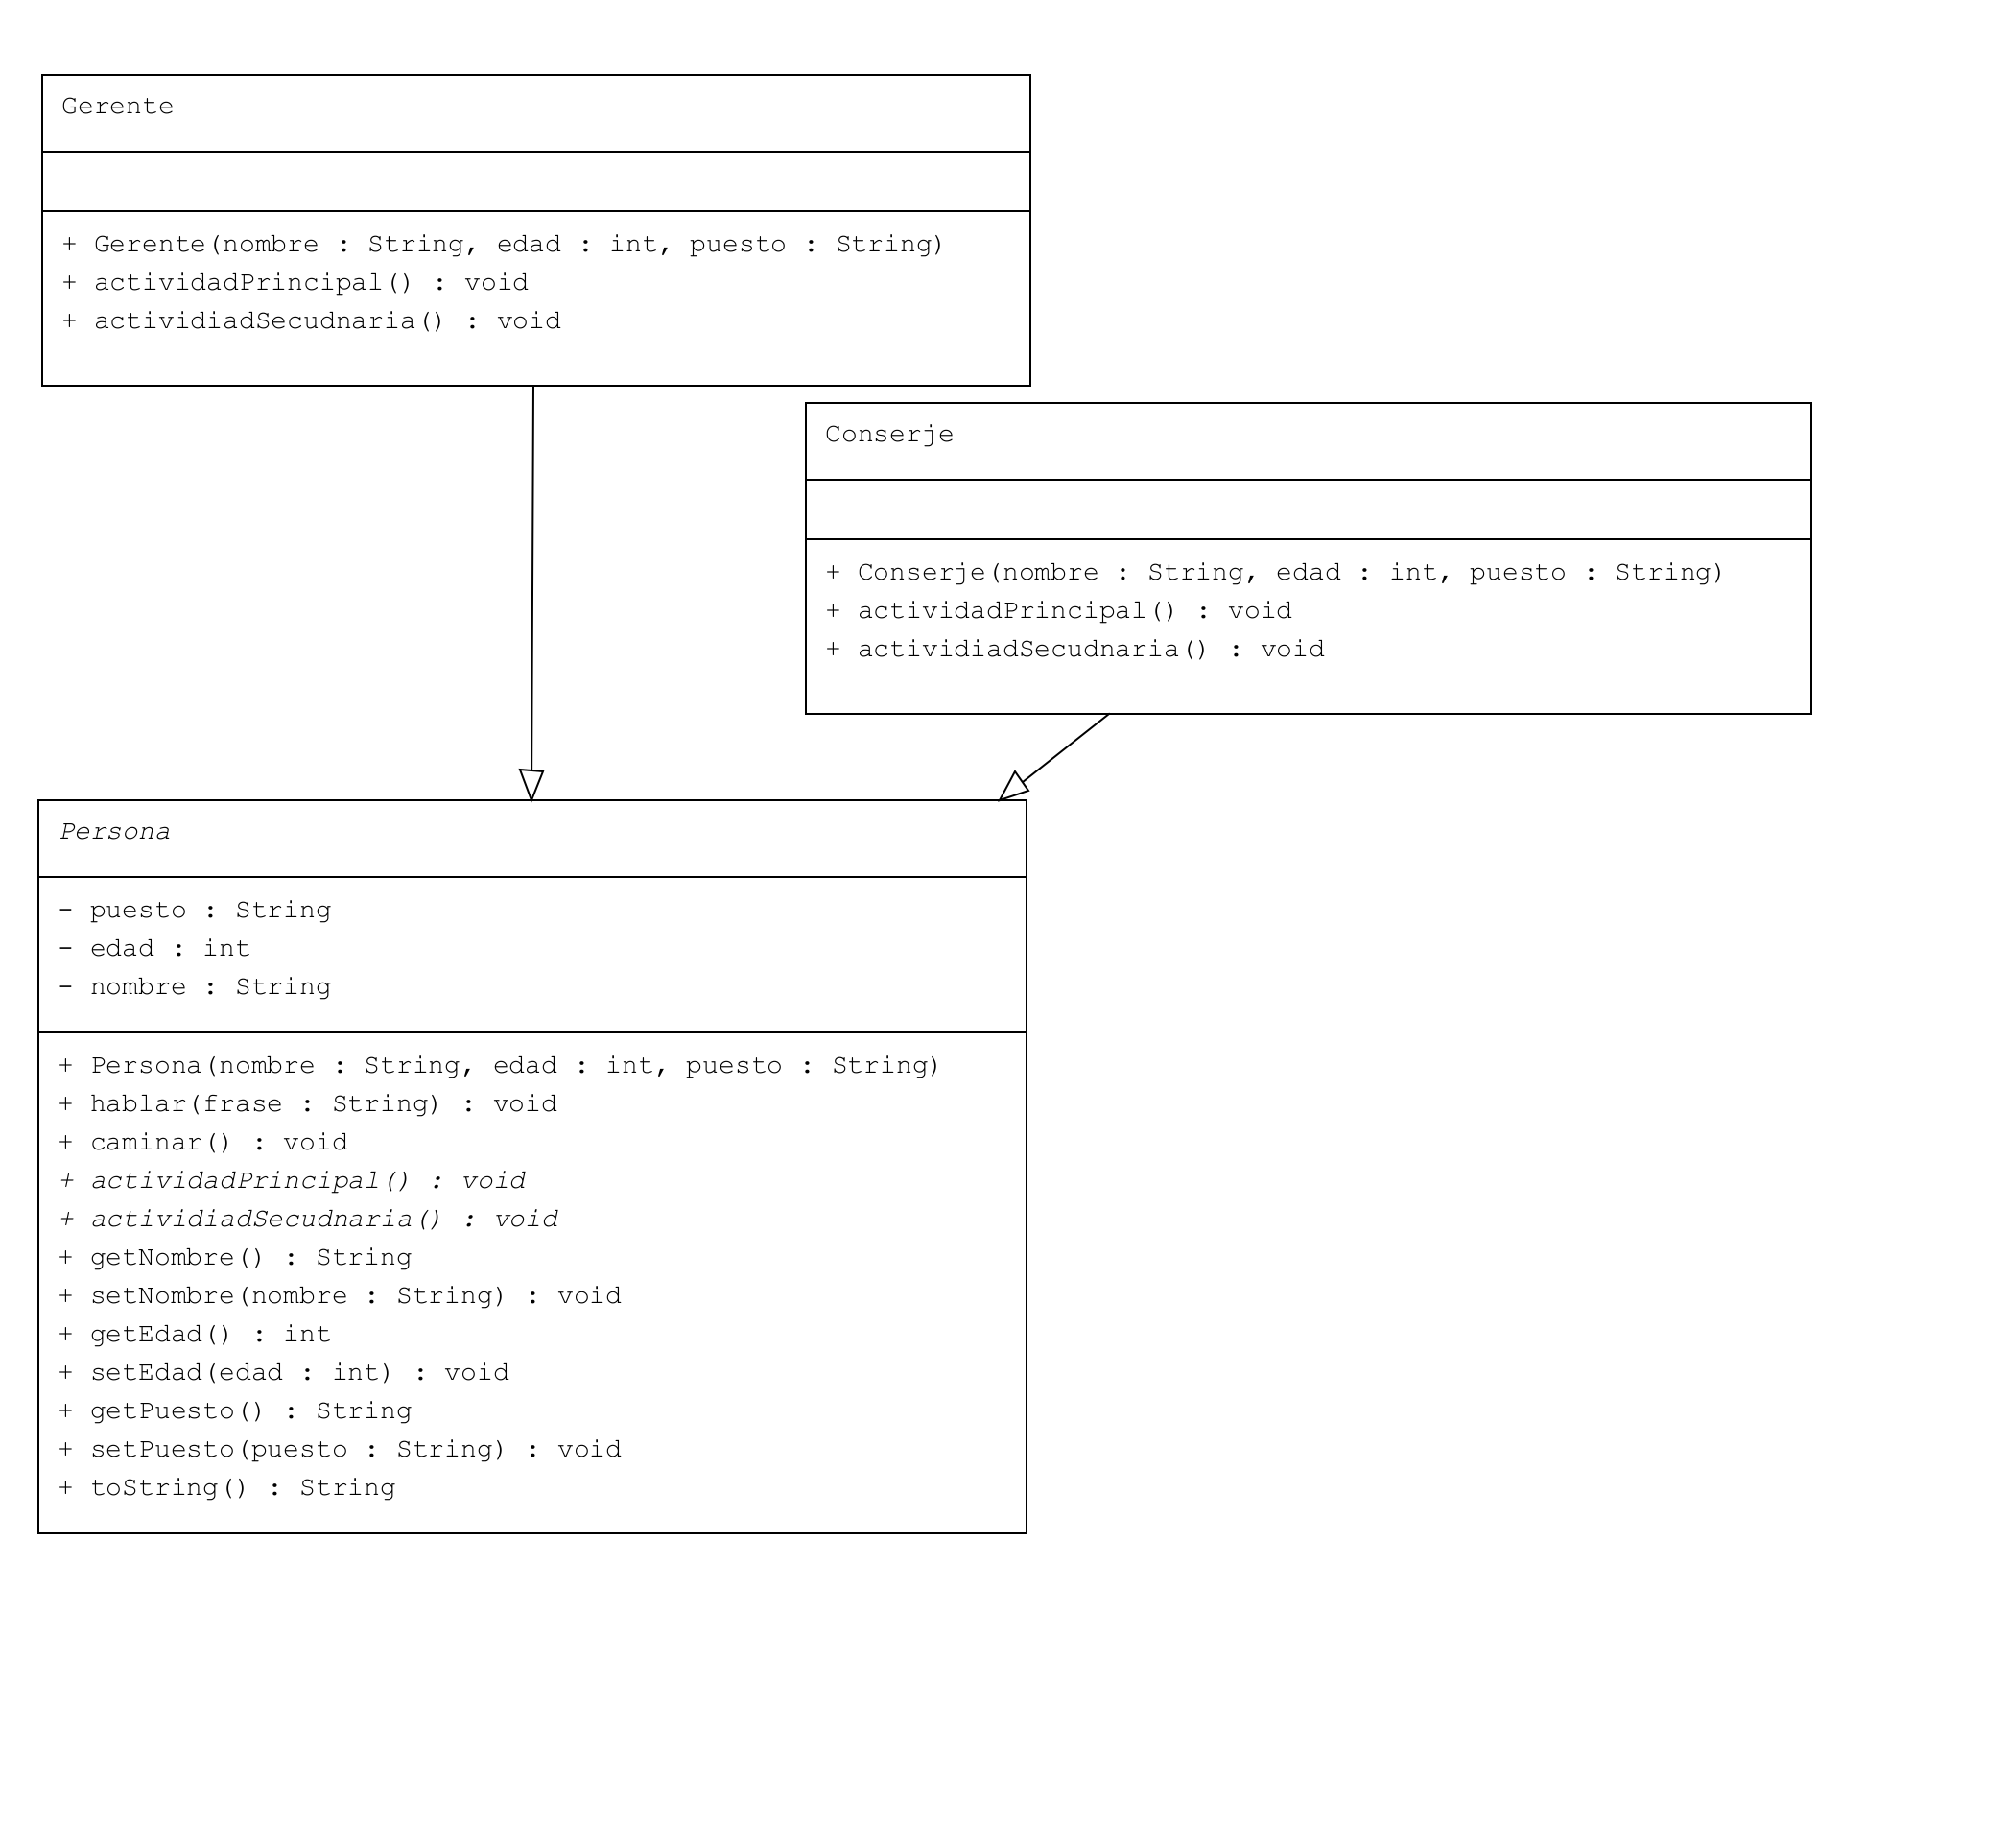 Gerente
+ Gerente(nombre : String, edad : int, puesto : String)
+ actividadPrincipal() : void
+ actividiadSecudnaria() : void
Conserje
+ Conserje(nombre : String, edad : int, puesto : String)
+ actividadPrincipal() : void
+ actividiadSecudnaria() : void
Persona
- puesto : String
- edad : int
- nombre : String
+ Persona(nombre : String, edad : int, puesto : String)
+ hablar(frase : String) : void
+ caminar() : void
+ actividadPrincipal() : void
+ actividiadSecudnaria() : void
+ getNombre() : String
+ setNombre(nombre : String) : void
+ getEdad() : int
+ setEdad(edad : int) : void
+ getPuesto() : String
+ setPuesto(puesto : String) : void
+ toString() : String